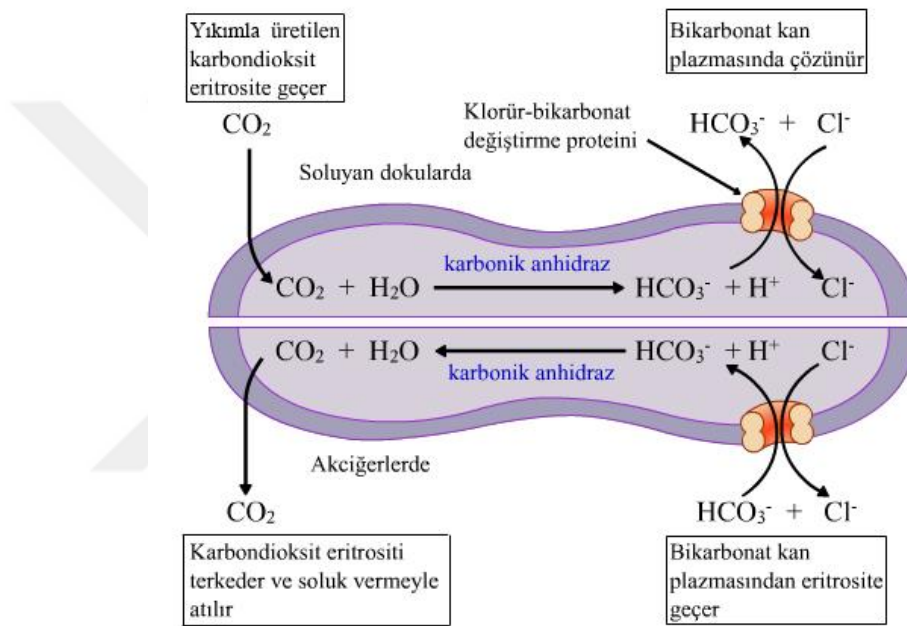 Yıkımla üretilen
karbondioksit
eritrosite geçer
Bikarbonat kan
plazmasında çözünür
CO₂
Klorür-bikarbonat
değiştirme proteini
HCO₃⁻ + Cl⁻
Soluyan dokularda
karbonik anhidraz
CO₂ + H₂O
HCO₃⁻ + H⁺
Cl⁻
CO₂ + H₂O
HCO₃⁻ + H⁺
Cl⁻
karbonik anhidraz
Akciğerlerde
CO₂
HCO₃⁻ + Cl⁻
Karbondioksit eritrositi
terkeder ve soluk vermeyle
atılır
Bikarbonat kan
plazmasından eritrosite
geçer